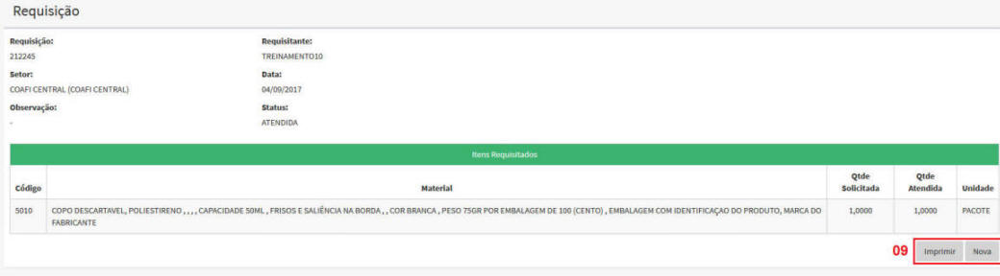 Requisição
Requisição:
212245
Requisitante:
TREINAMENTO10
Setor:
COAFI CENTRAL (COAFI CENTRAL)
Data:
04/09/2017
Observação:
-
Status:
ATENDIDA
Itens Requisitados
Código Material Qtde Solicitada Qtde Atendida Unidade
5010 COPO DESCARTAVEL, POLIESTIRENO , , , , CAPACIDADE 50ML , FRISOS E SALIÊNCIA NA BORDA , , COR BRANCA , PESO 75GR POR EMBALAGEM DE 100 (CENTO) , EMBALAGEM COM IDENTIFICAÇAO DO PRODUTO, MARCA DO
FABRICANTE
1,0000 1,0000 PACOTE
09 Imprimir Nova